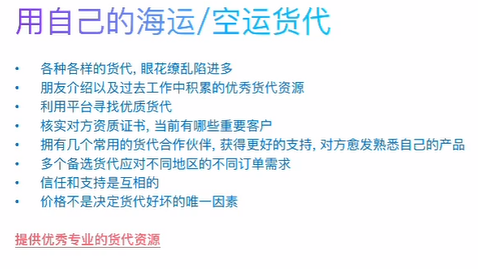 用自己的海运/空运货代
• 各种各样的货代, 眼花缭乱陷进多
• 朋友介绍以及过去工作中积累的优秀货代资源
• 利用平台寻找优质货代
• 核实对方资质证书, 当前有哪些重要客户
• 拥有几个常用的货代合作伙伴, 获得更好的支持, 对方愈发熟悉自己的产品
• 多个备选货代应对不同地区的不同订单需求
• 信任和支持是互相的
• 价格不是决定货代好坏的唯一因素
提供优秀专业的货代资源